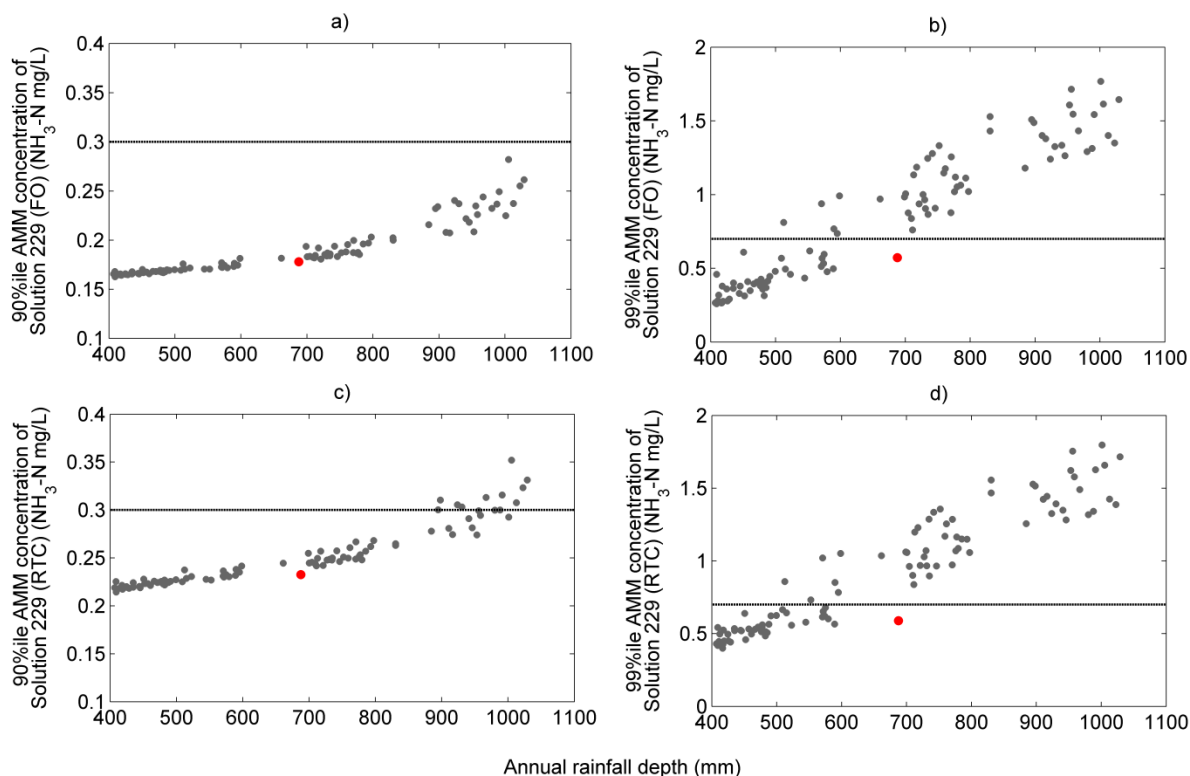 a)
90%ile AMM concentration of
Solution 229 (FO) (NH3-N mg/L)
0.4
0.35
0.3
0.25
0.2
0.15
0.1
400 500 600 700 800 900 1000 1100
b)
99%ile AMM concentration of
Solution 229 (FO) (NH3-N mg/L)
2
1.5
1
0.5
0
400 500 600 700 800 900 1000 1100
c)
90%ile AMM concentration of
Solution 229 (RTC) (NH3-N mg/L)
0.4
0.35
0.3
0.25
0.2
0.15
0.1
400 500 600 700 800 900 1000 1100
d)
99%ile AMM concentration of
Solution 229 (RTC) (NH3-N mg/L)
2
1.5
1
0.5
0
400 500 600 700 800 900 1000 1100
Annual rainfall depth (mm)